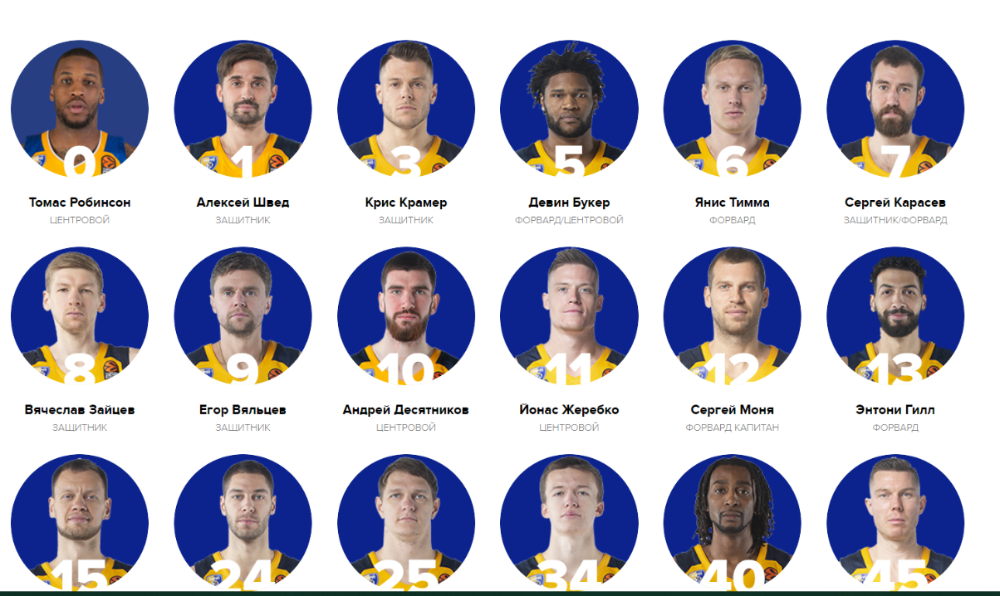 0 1 3 5 6 7
Томас Робинсон Алексей Швед Крис Крамер Девин Букер Янис Тимма Сергей Карасев
ЦЕНТРОВОЙ ЗАЩИТНИК ЗАЩИТНИК ФОРВАРД/ЦЕНТРОВОЙ ФОРВАРД ЗАЩИТНИК/ФОРВАРД
8 9 10 11 12 13
Вячеслав Зайцев Егор Вяльцев Андрей Десятников Йонас Жеребко Сергей Моня Энтони Гилл
ЗАЩИТНИК ЗАЩИТНИК ЦЕНТРОВОЙ ЦЕНТРОВОЙ ФОРВАРД КАПИТАН ФОРВАРД
15 24 25 34 40 45